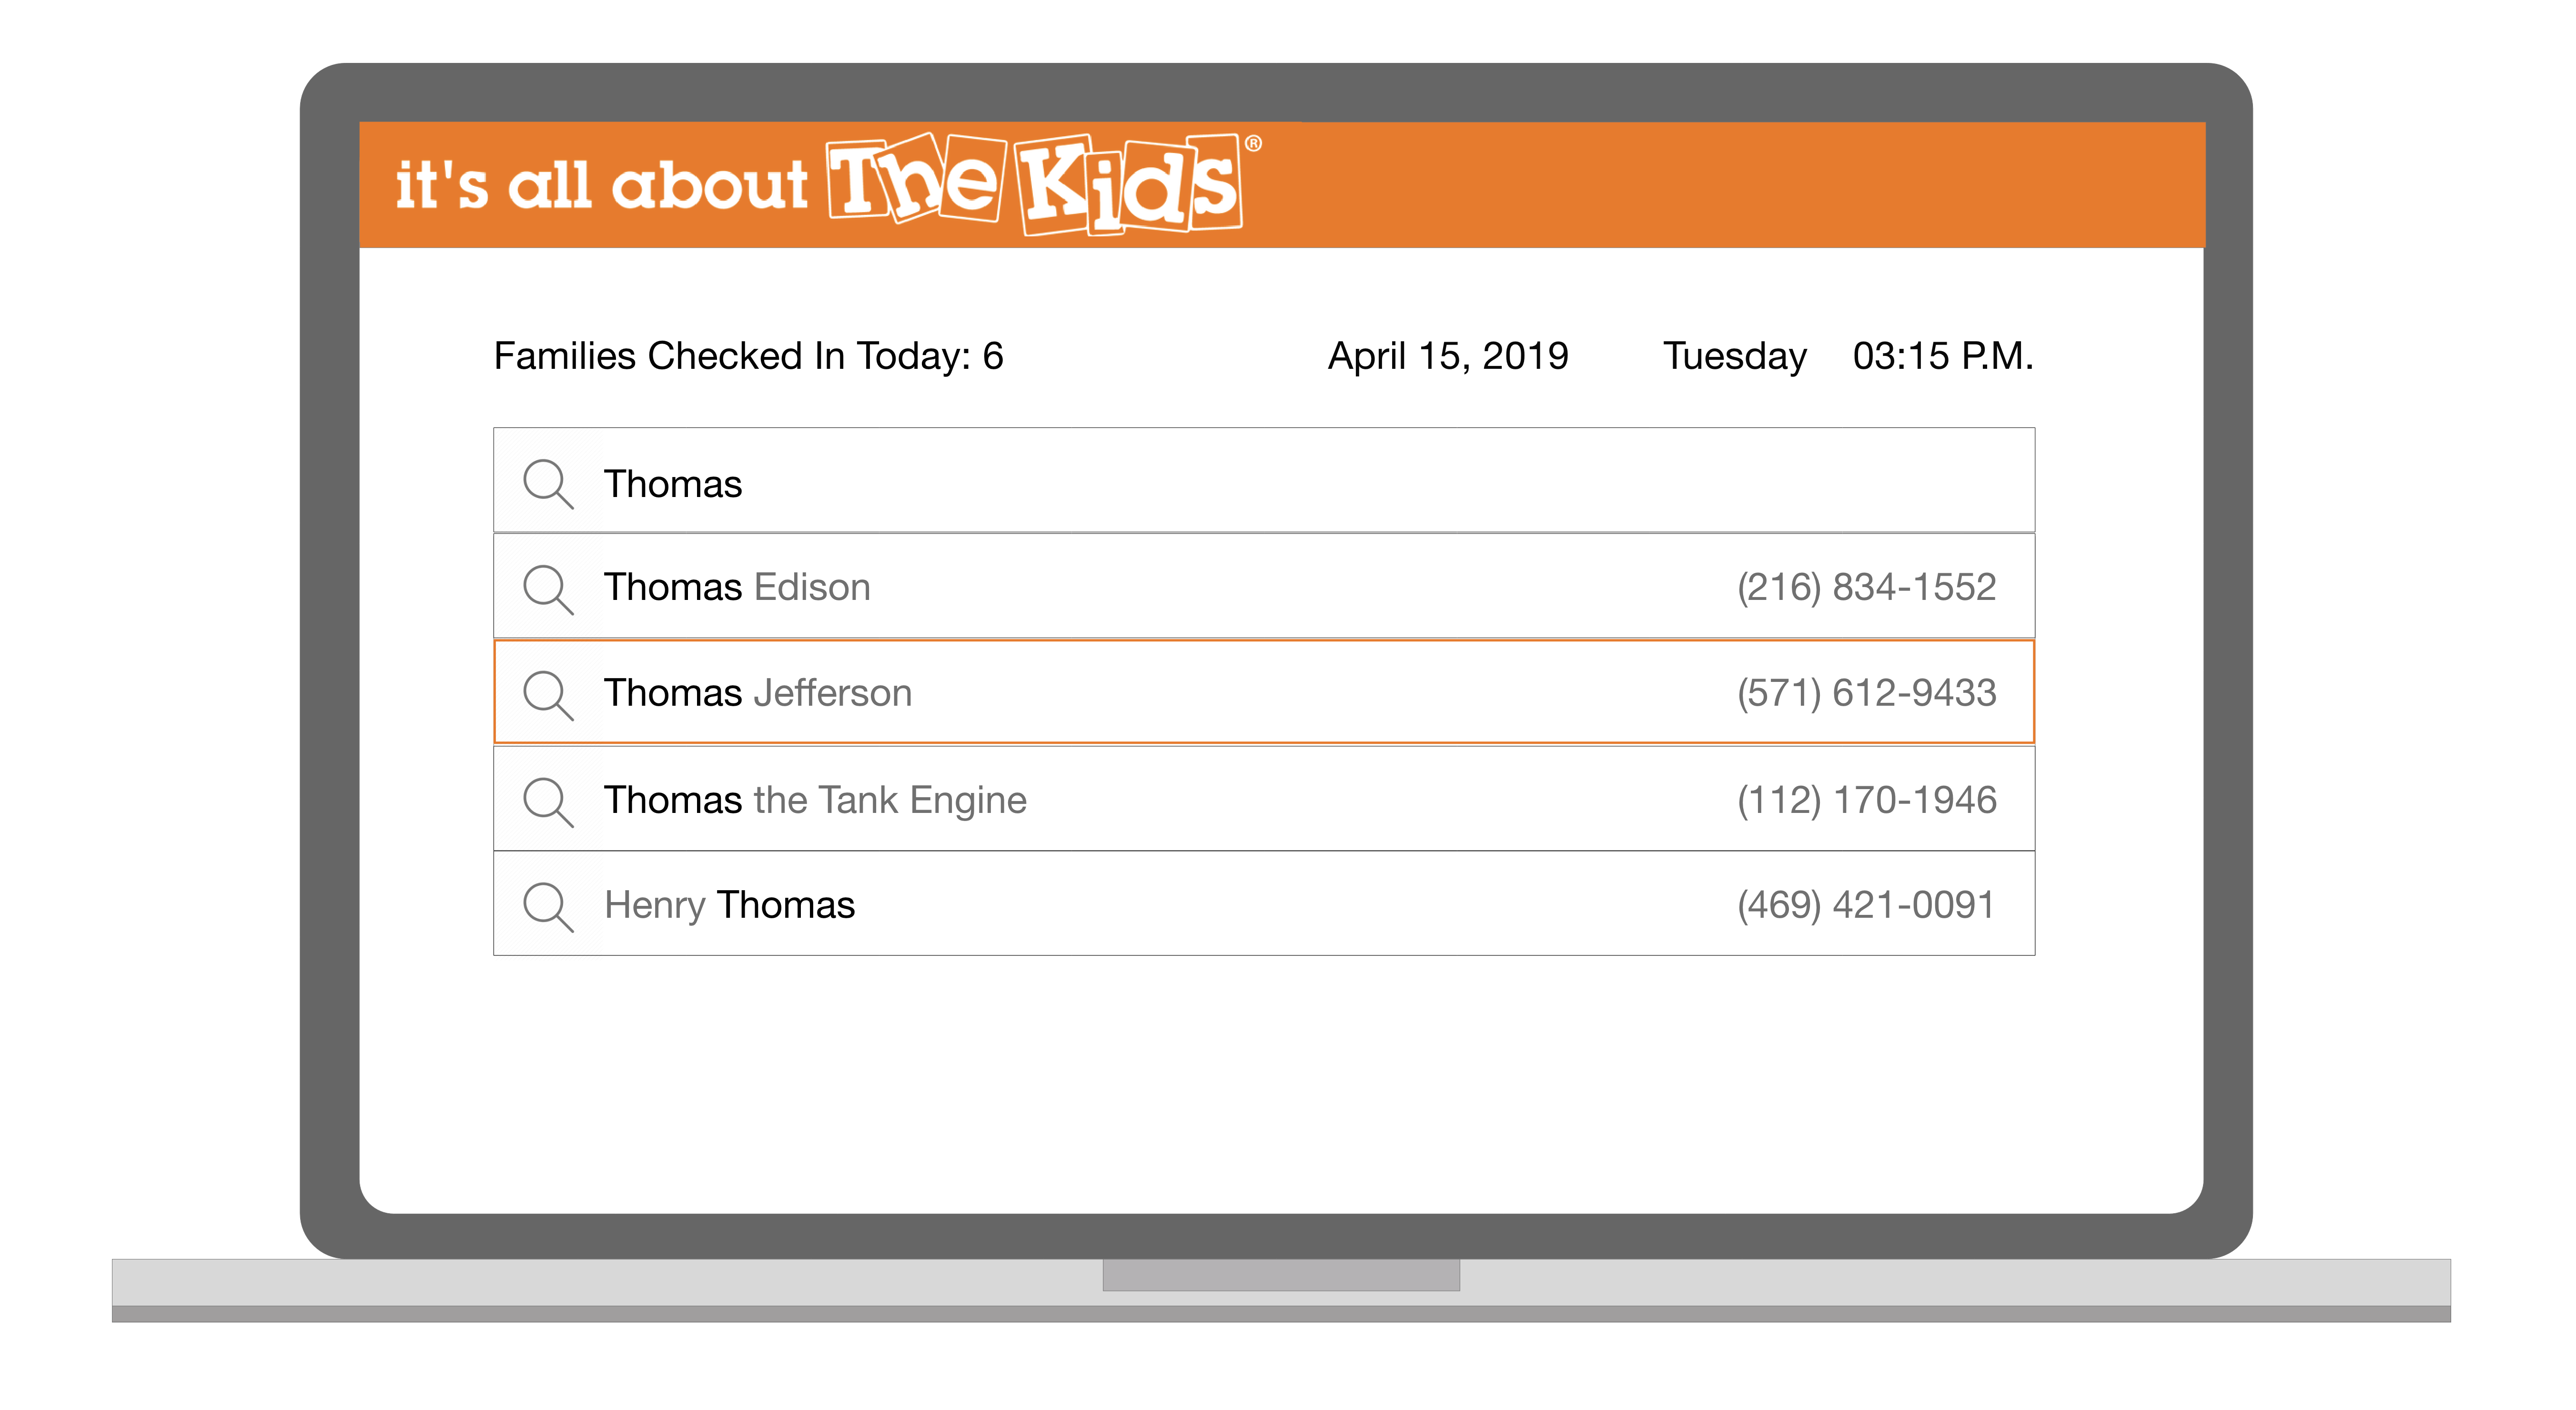 it's all about The Kids®
Families Checked In Today: 6 April 15, 2019 Tuesday 03:15 P.M.
Thomas
Thomas Edison (216) 834-1552
Thomas Jefferson (571) 612-9433
Thomas the Tank Engine (112) 170-1946
Henry Thomas (469) 421-0091